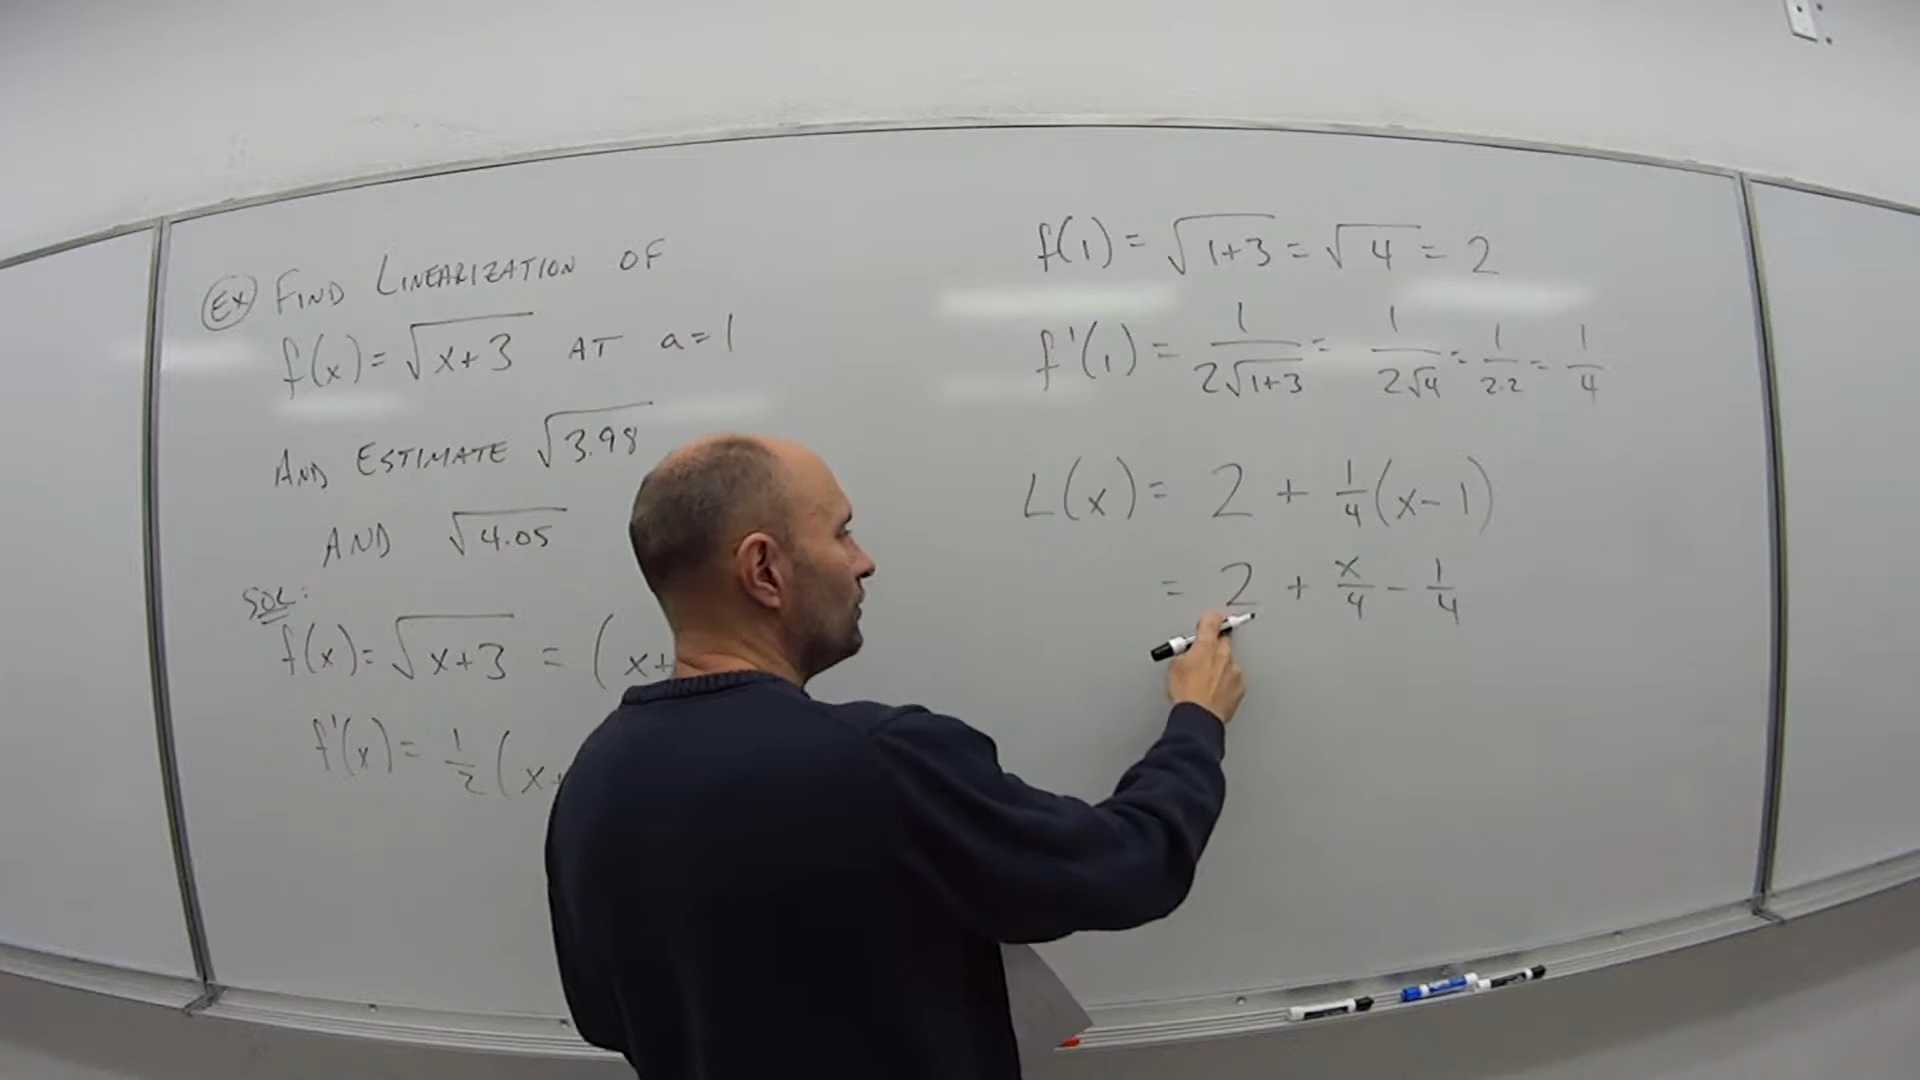 Ex FIND LINEARIZATION OF
f(x) = √(x+3) AT a=1
AND ESTIMATE √3.98
AND √4.05
SOL:
f(x) = √(x+3) = (x+
f'(x) = 1/2 (x+
f(1) = √(1+3) = √4 = 2
f'(1) = 1/(2√(1+3)) = 1/(2√4) = 1/(2·2) = 1/4
L(x) = 2 + 1/4 (x-1)
= 2 + x/4 - 1/4